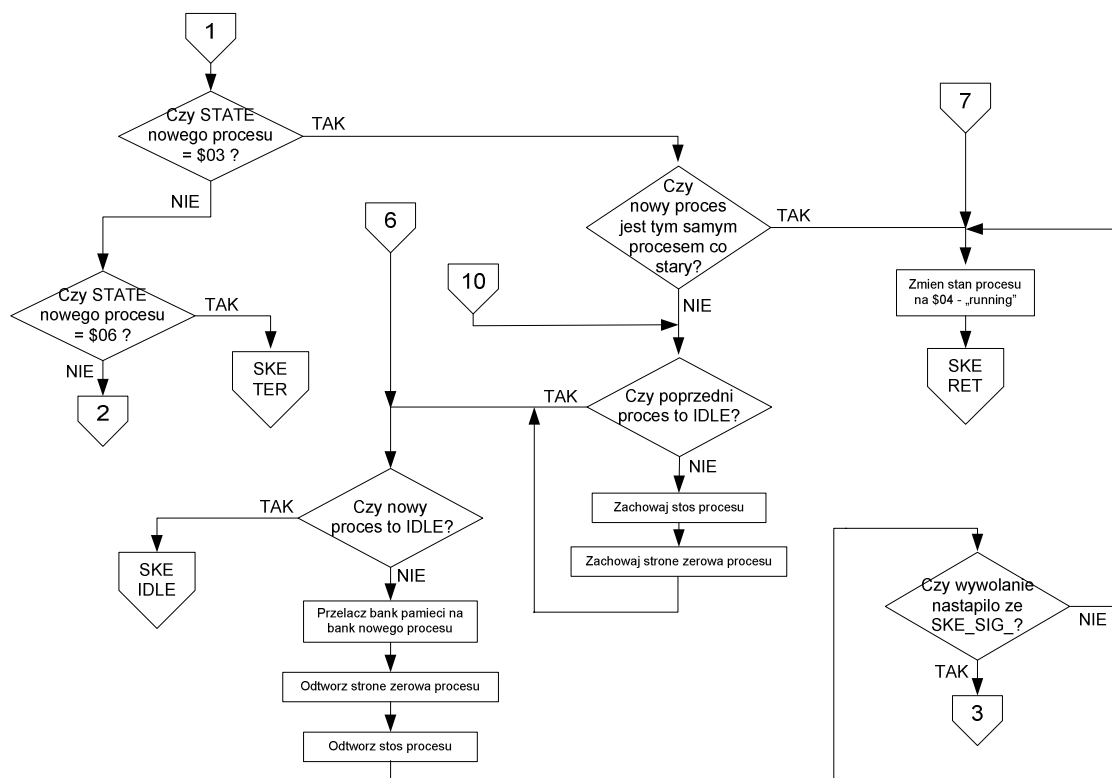 1
Czy STATE
nowego procesu
= $03 ?
TAK
NIE
7
6
Czy
nowy proces
jest tym samym
procesem co
stary?
TAK
NIE
10
Czy STATE
nowego procesu
= $06 ?
TAK
NIE
SKE
TER
2
Zmien stan procesu
na $04 - „running”
SKE
RET
Czy poprzedni
proces to IDLE?
TAK
NIE
Zachowaj stos procesu
Zachowaj strone zerowa procesu
Czy nowy
proces to IDLE?
TAK
NIE
SKE
IDLE
Przelacz bank pamieci na
bank nowego procesu
Odtworz strone zerowa procesu
Odtworz stos procesu
Czy wywolanie
nastapilo ze
SKE_SIG_?
NIE
TAK
3